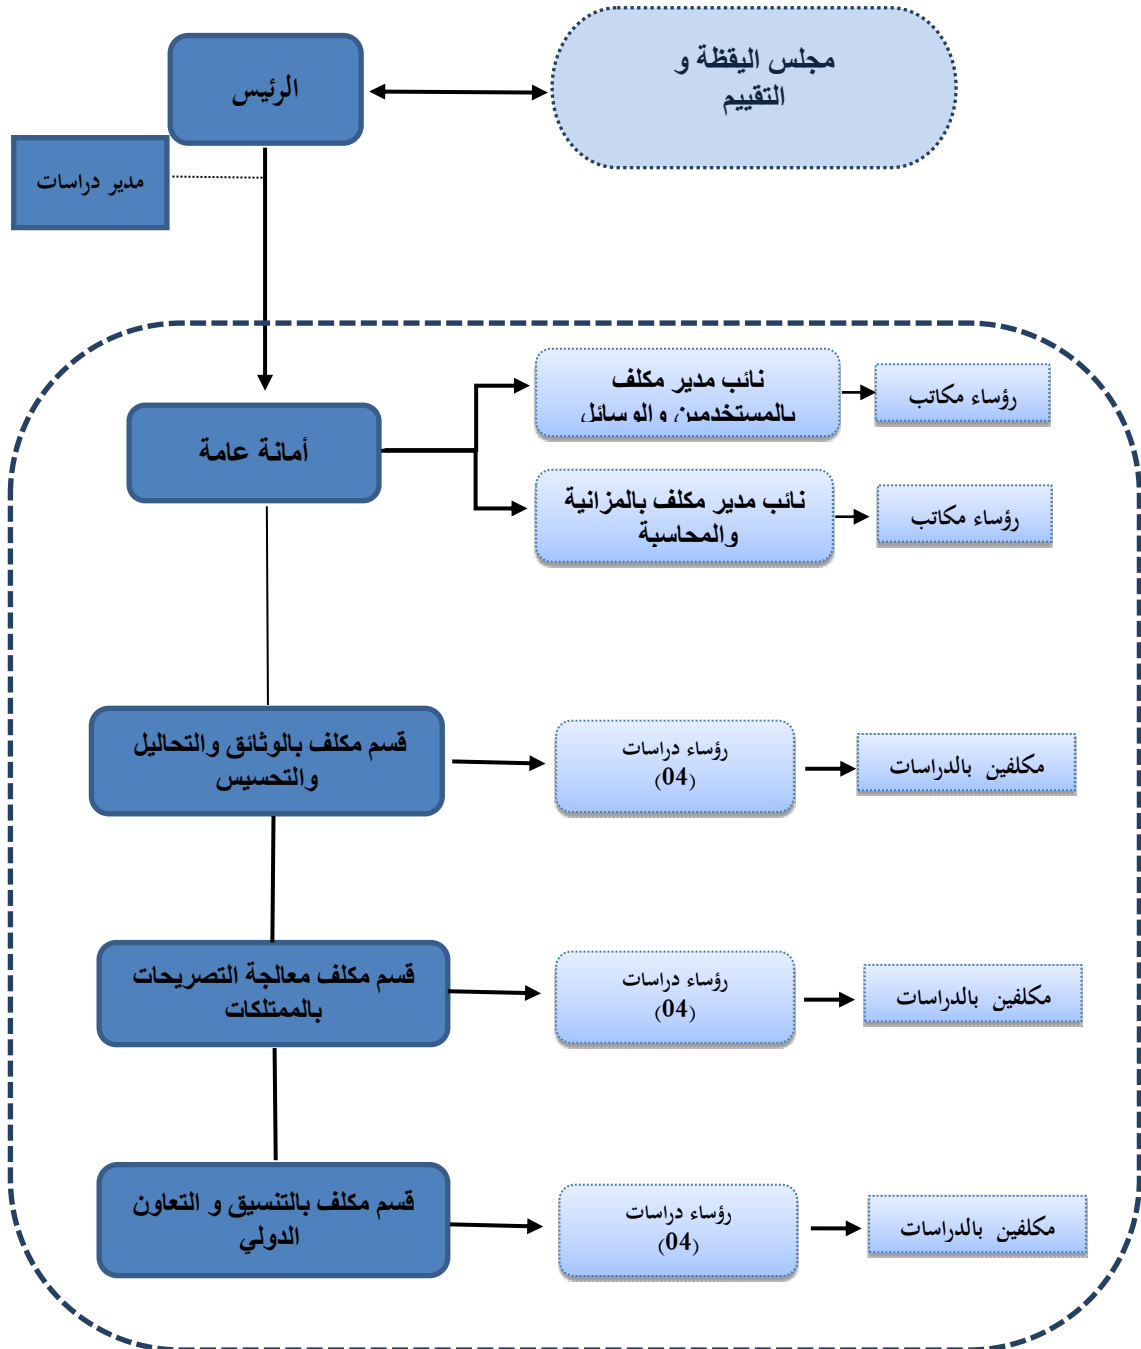 مجلس اليقظة و
التقييم
الرئيس
مدير دراسات
نائب مدير مكلف
بالمستخدمين والوسائل
رؤساء مكاتب
أمانة عامة
نائب مدير مكلف بالمزانية
والمحاسبة
رؤساء مكاتب
قسم مكلف بالوثائق والتحاليل
والتحسيس
رؤساء دراسات
(04)
مكلفين بالدراسات
قسم مكلف معالجة التصريحات
بالممتلكات
رؤساء دراسات
(04)
مكلفين بالدراسات
قسم مكلف بالتنسيق و التعاون
الدولي
رؤساء دراسات
(04)
مكلفين بالدراسات